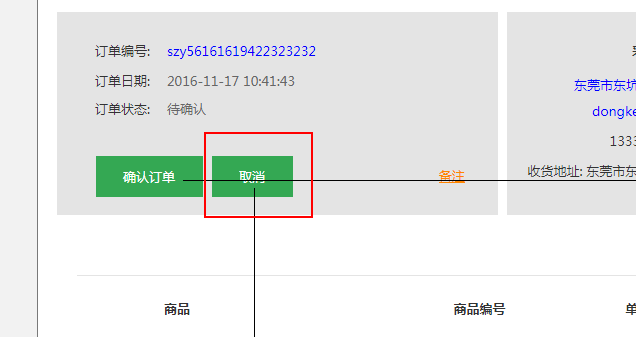 订单编号: szy56161619422323232
订单日期: 2016-11-17 10:41:43
订单状态: 待确认
确认订单 取消 备注
东莞市东坑
dongke
1333
收货地址: 东莞市东
商品 商品编号 单